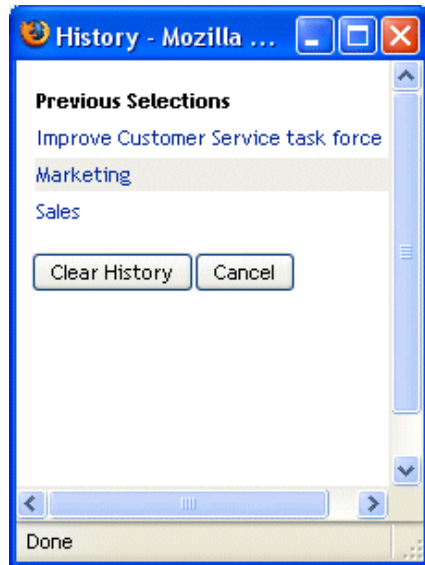 History - Mozilla ...
Previous Selections
Improve Customer Service task force
Marketing
Sales
Clear History Cancel
Done